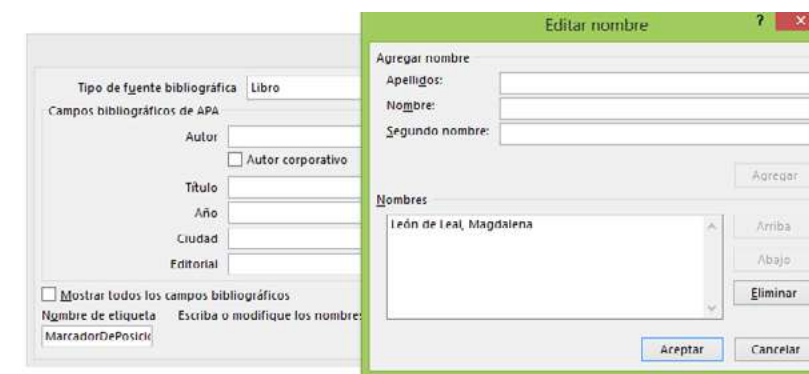 Tipo de fuente bibliográfica Libro
Campos bibliográficos de APA
Autor
Autor corporativo
Título
Año
Ciudad
Editorial
Mostrar todos los campos bibliográficos
Nombre de etiqueta Escriba o modifique los nombre
MarcadorDePosici
Editar nombre ?
Agregar nombre
Apellidos:
Nombre:
Segundo nombre:
Agregar
Nombres
León de Leal, Magdalena
Arriba
Abajo
Eliminar
Aceptar Cancelar